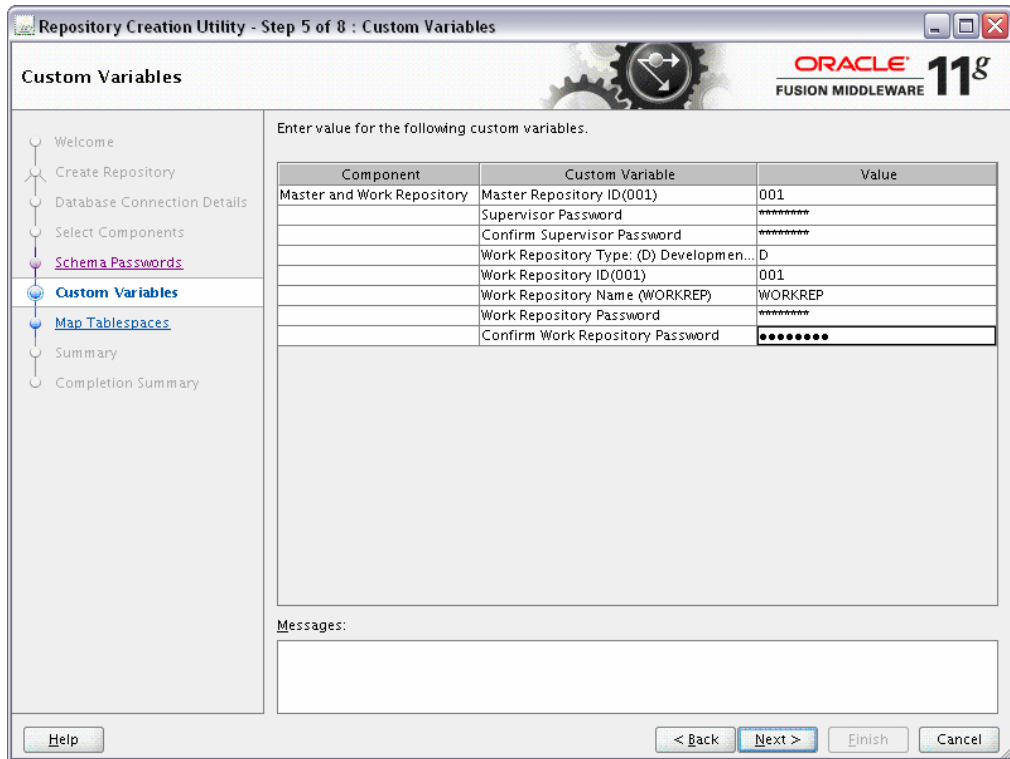 Repository Creation Utility - Step 5 of 8 : Custom Variables
Custom Variables
ORACLE 11g
FUSION MIDDLEWARE
Welcome
Create Repository
Database Connection Details
Select Components
Schema Passwords
Custom Variables
Map Tablespaces
Summary
Completion Summary
Enter value for the following custom variables.
Component Custom Variable Value
Master and Work Repository Master Repository ID(001) 001
Supervisor Password ********
Confirm Supervisor Password ********
Work Repository Type: (D) Developmen... D
Work Repository ID(001) 001
Work Repository Name (WORKREP) WORKREP
Work Repository Password ********
Confirm Work Repository Password ●●●●●●●●
Messages:
Help < Back Next > Finish Cancel